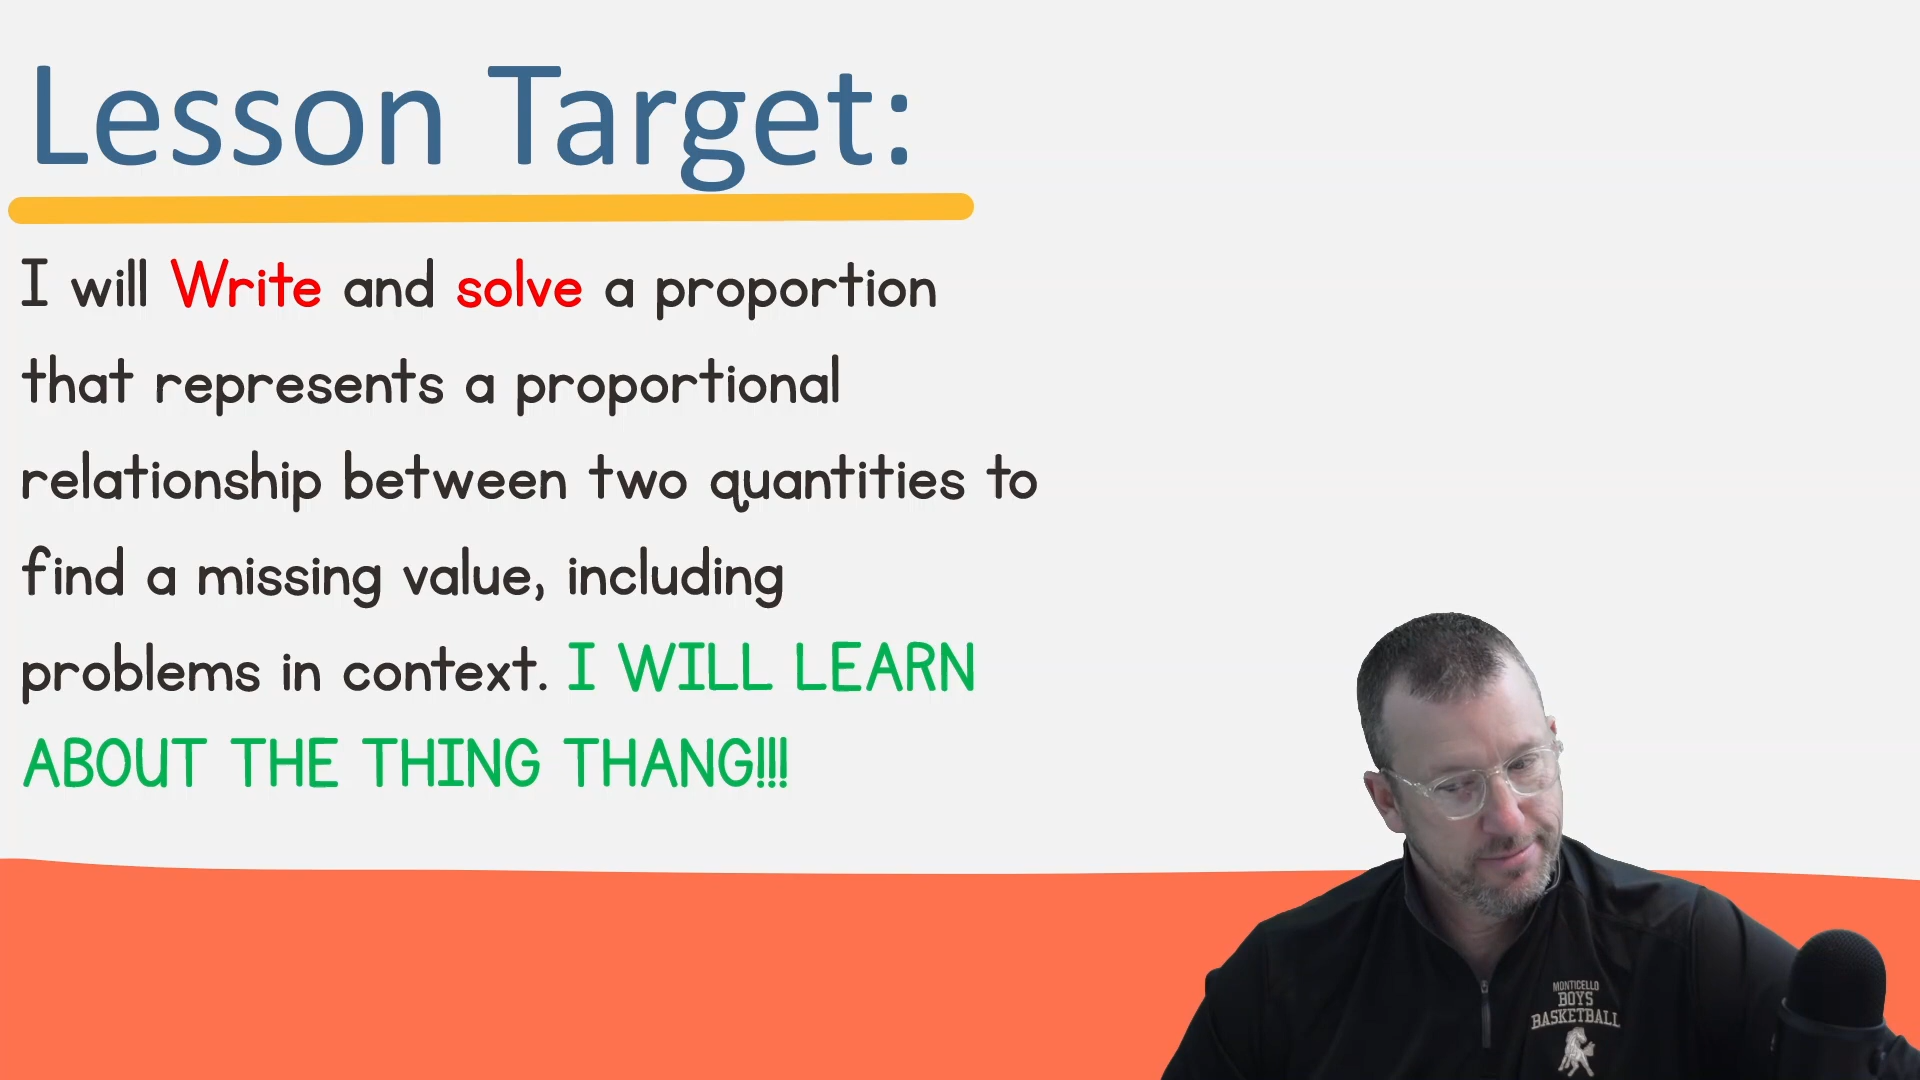 Lesson Target:
I will Write and solve a proportion
that represents a proportional
relationship between two quantities to
find a missing value, including
problems in context. I WILL LEARN
ABOUT THE THING THANG!!!
MONTICELLO
BOYS
BASKETBALL